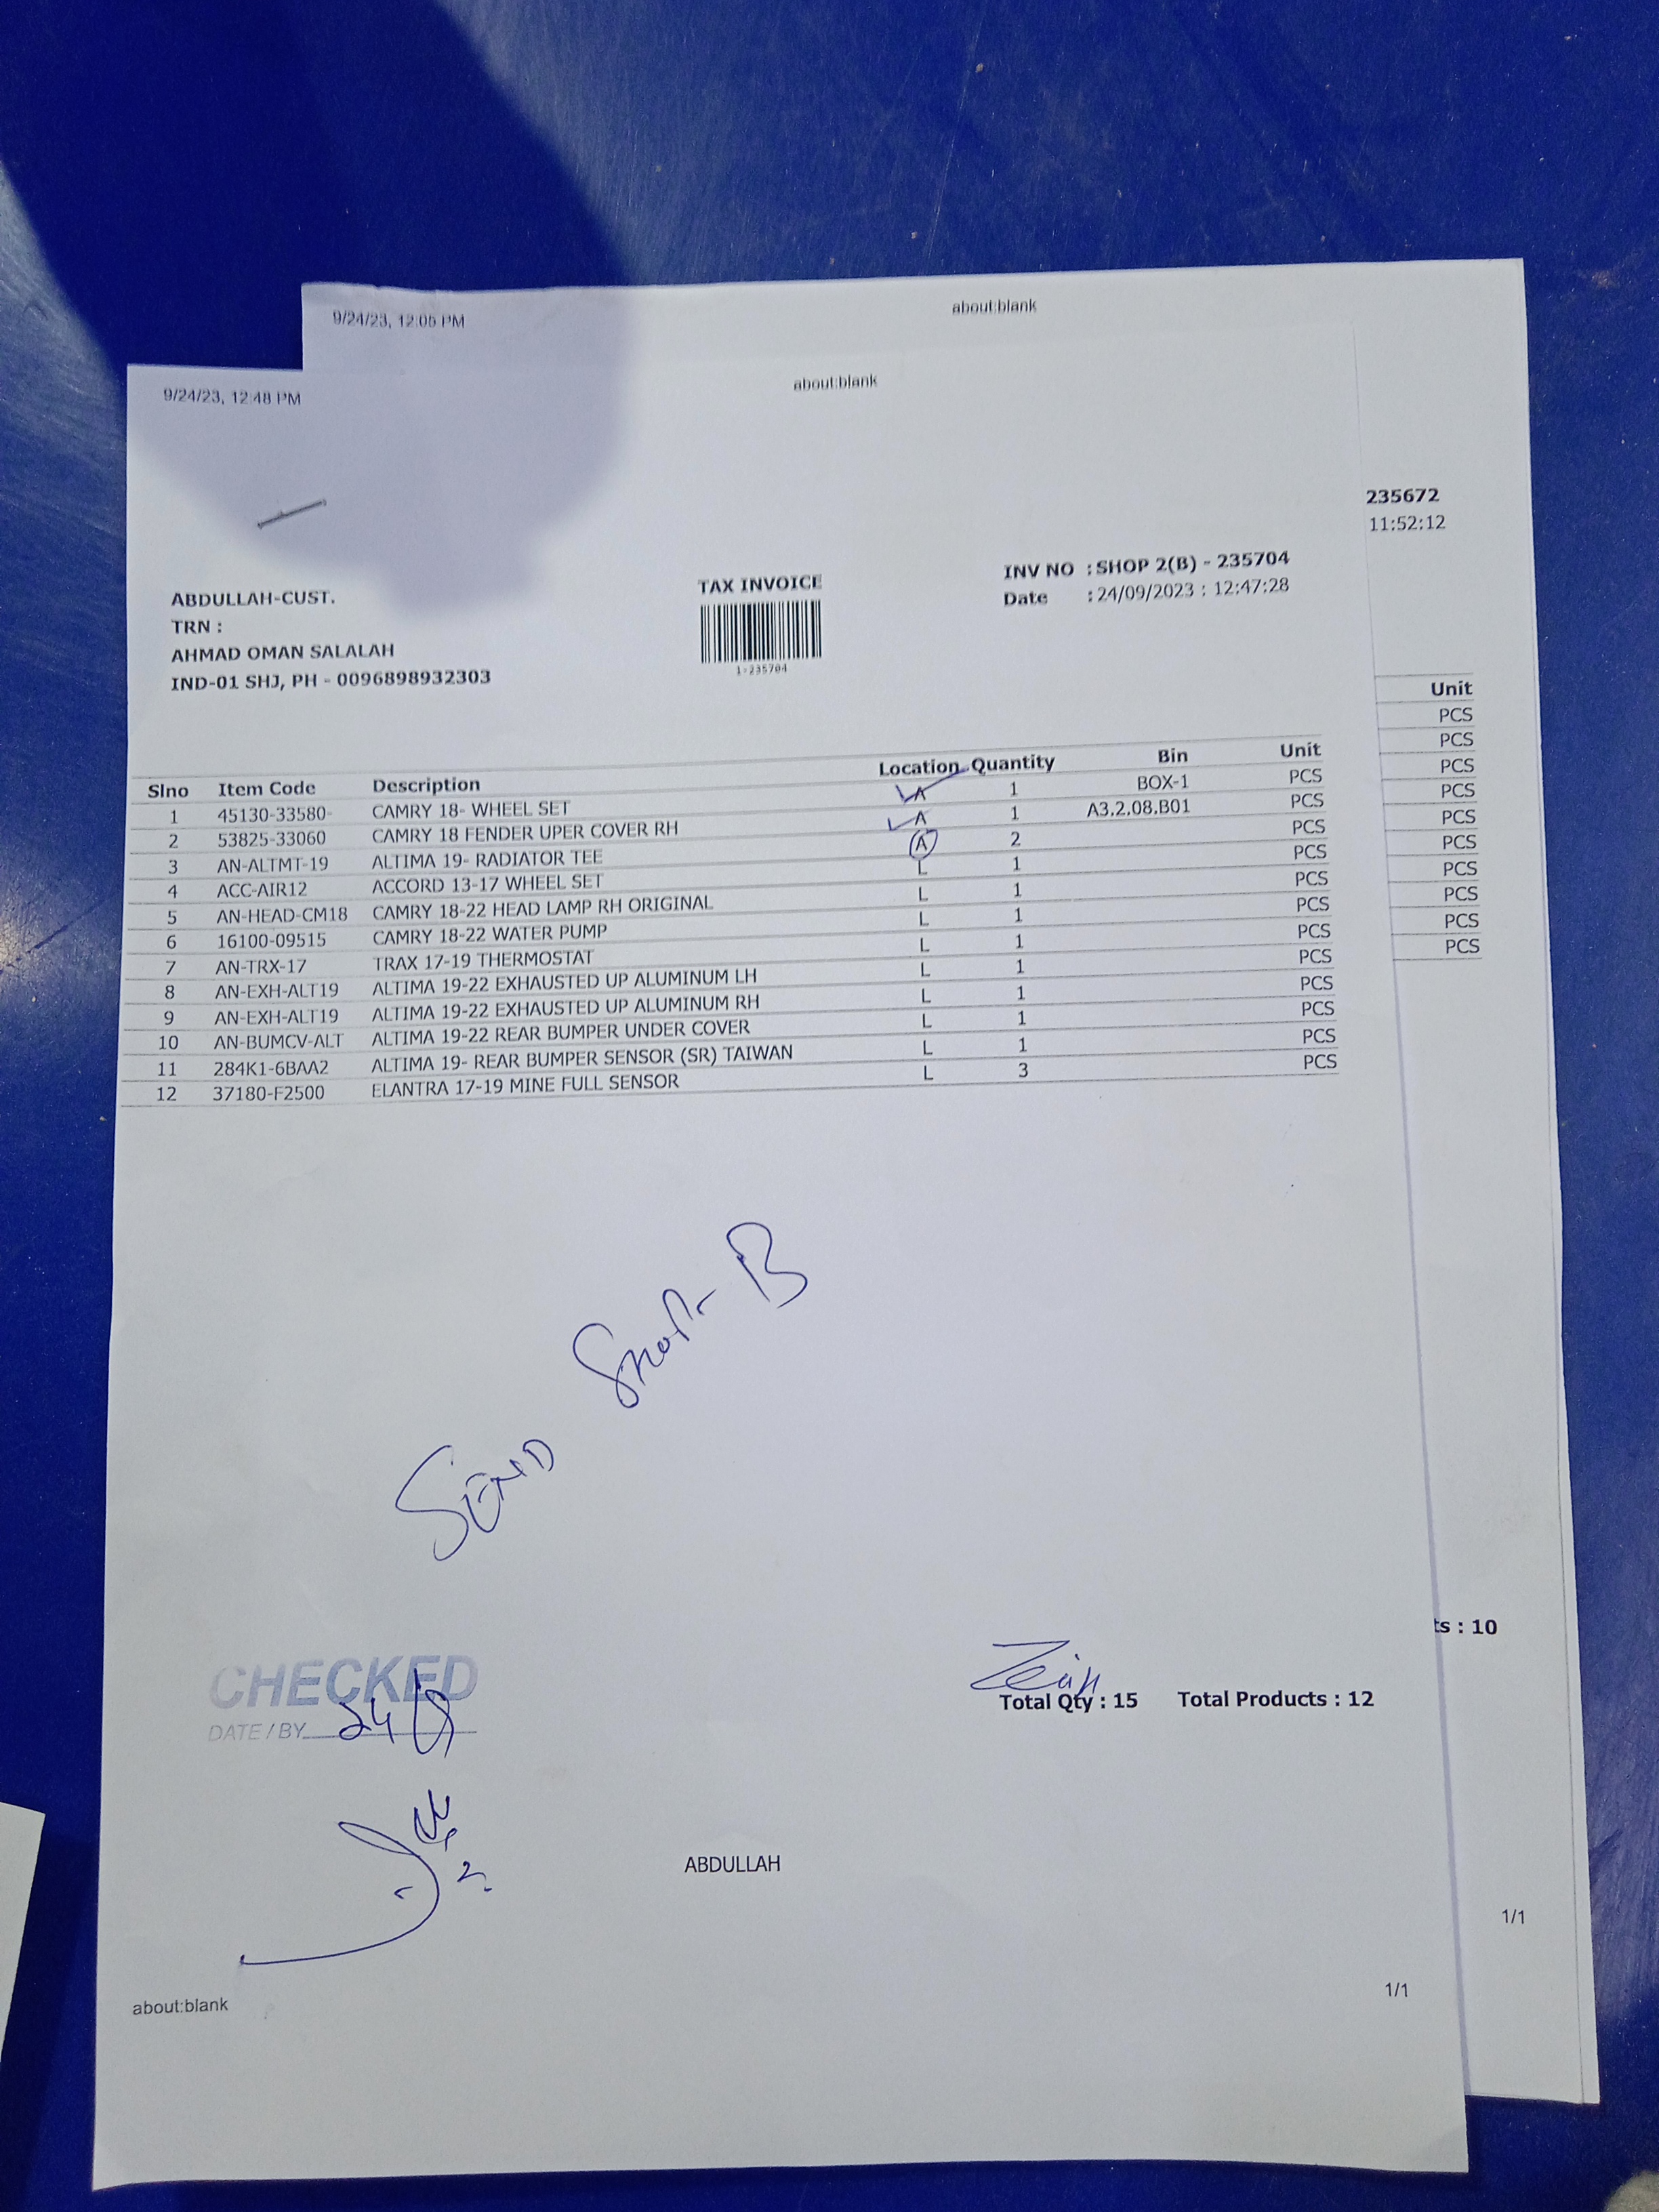 9/24/23, 12:05 PM about:blank
9/24/23, 12:48 PM about:blank
235672
11:52:12
ABDULLAH-CUST.
TRN :
AHMAD OMAN SALALAH
IND-01 SHJ, PH - 0096898932303
TAX INVOICE
1-235704
INV NO : SHOP 2(B) - 235704
Date : 24/09/2023 : 12:47:28
Slno Item Code Description Location Quantity Bin Unit
1 45130-33580- CAMRY 18- WHEEL SET A 1 BOX-1 PCS
2 53825-33060 CAMRY 18 FENDER UPER COVER RH A 1 A3.2.08.B01 PCS
3 AN-ALTMT-19 ALTIMA 19- RADIATOR TEE A 2 PCS
4 ACC-AIR12 ACCORD 13-17 WHEEL SET L 1 PCS
5 AN-HEAD-CM18 CAMRY 18-22 HEAD LAMP RH ORIGINAL L 1 PCS
6 16100-09515 CAMRY 18-22 WATER PUMP L 1 PCS
7 AN-TRX-17 TRAX 17-19 THERMOSTAT L 1 PCS
8 AN-EXH-ALT19 ALTIMA 19-22 EXHAUSTED UP ALUMINUM LH L 1 PCS
9 AN-EXH-ALT19 ALTIMA 19-22 EXHAUSTED UP ALUMINUM RH L 1 PCS
10 AN-BUMCV-ALT ALTIMA 19-22 REAR BUMPER UNDER COVER L 1 PCS
11 284K1-6BAA2 ALTIMA 19- REAR BUMPER SENSOR (SR) TAIWAN L 1 PCS
12 37180-F2500 ELANTRA 17-19 MINE FULL SENSOR L 3 PCS
Unit
PCS
PCS
PCS
PCS
PCS
PCS
PCS
PCS
PCS
PCS
SEND SHOP- B
ts : 10
CHECKED
DATE / BY 24
Total Qty : 15 Total Products : 12
ABDULLAH
1/1
1/1
about:blank